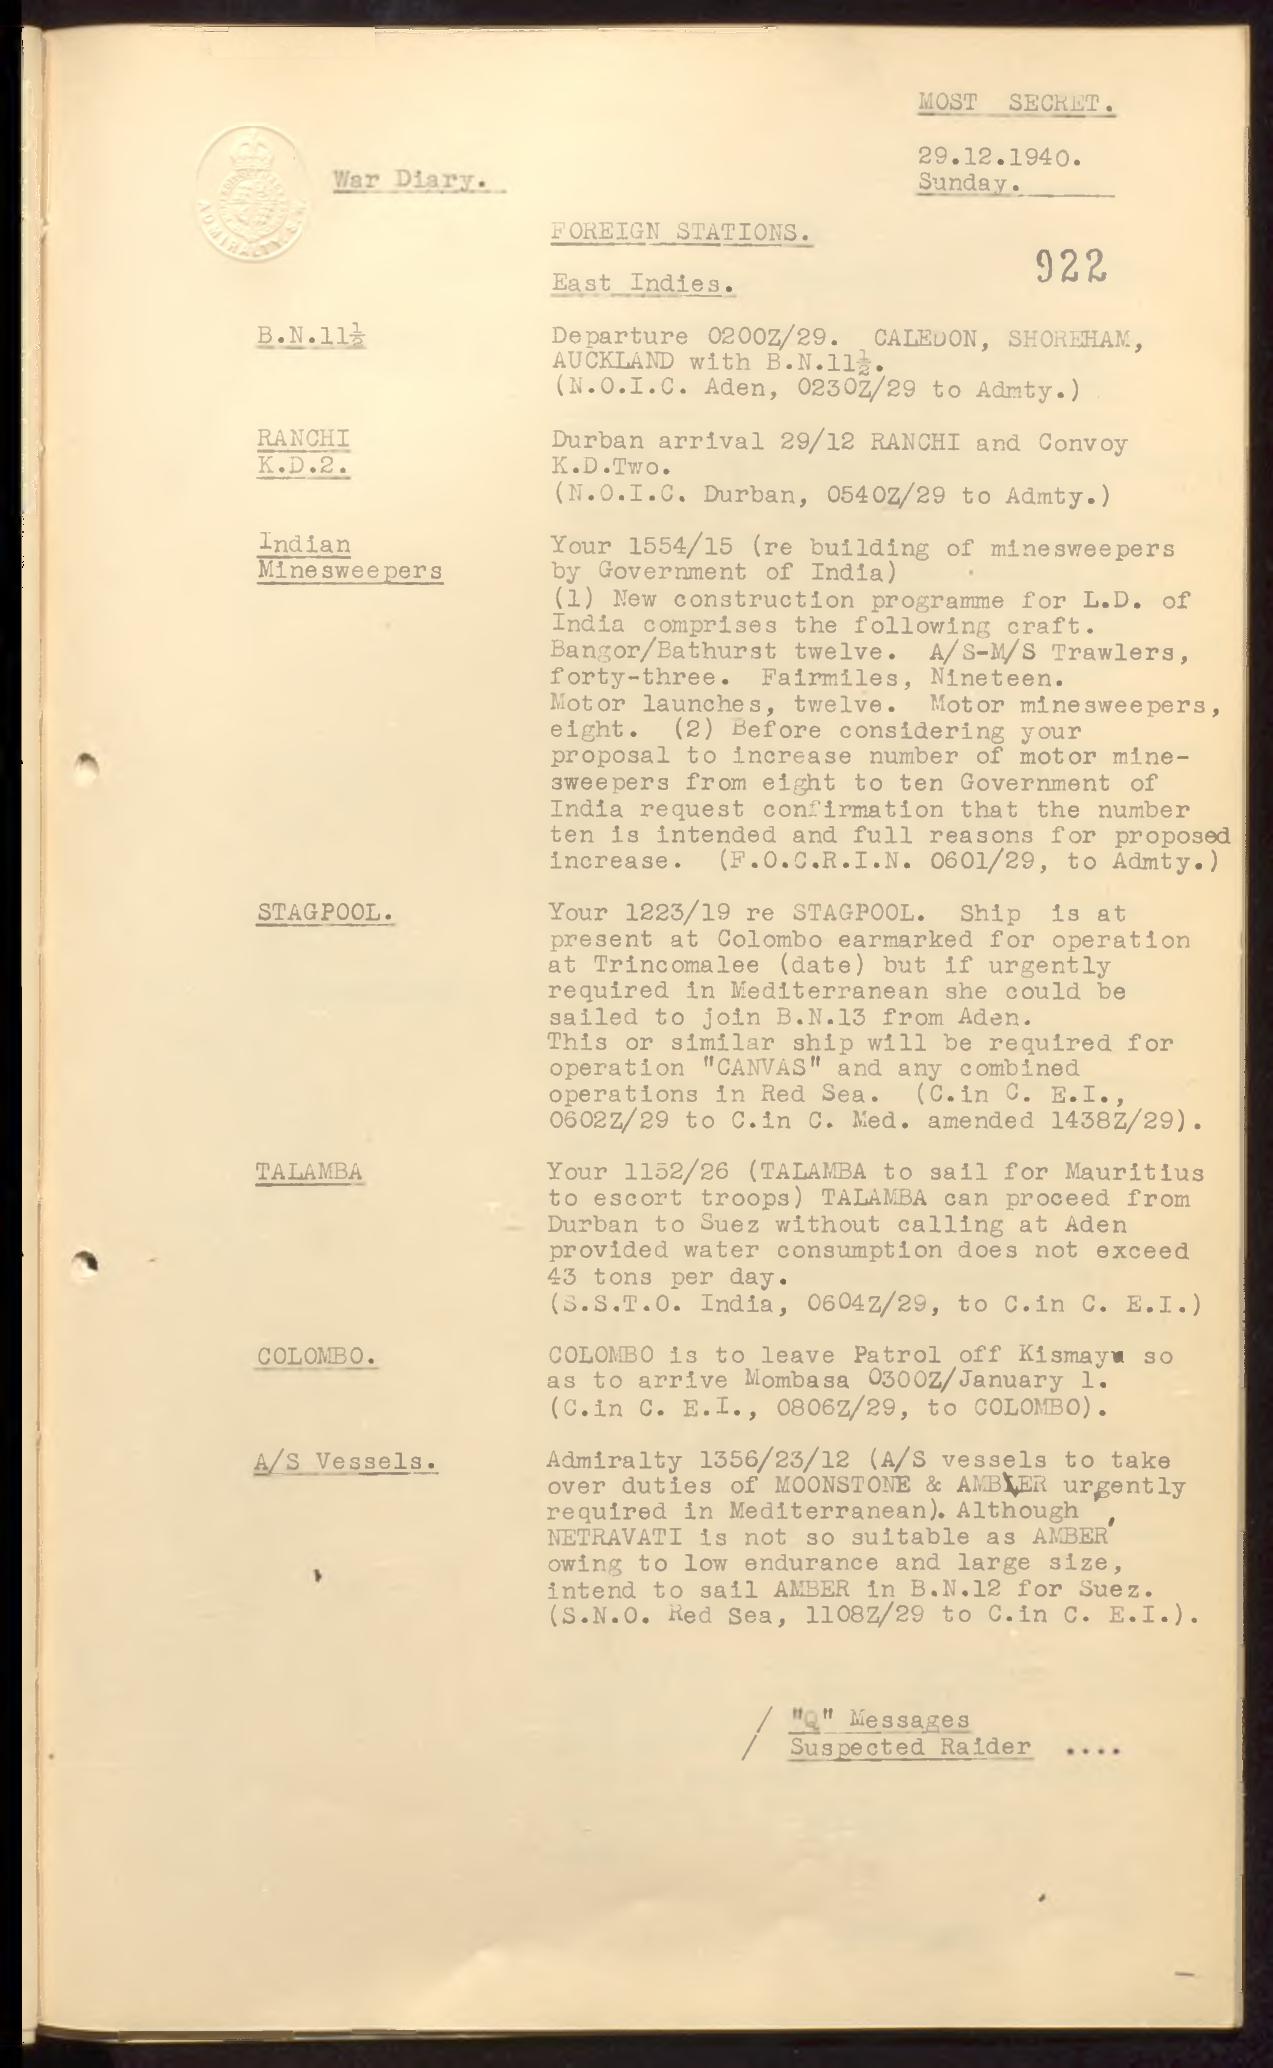 MOST SECRET.
29.12.1940.
War Diary.
Sunday.
FOREIGN STATIONS.
922
East Indies.
B.N.11½ Departure 0200Z/29. CALEDON, SHOREHAM,
AUCKLAND with B.N.11½.
(N.O.I.C. Aden, 0230Z/29 to Admty.)
RANCHI Durban arrival 29/12 RANCHI and Convoy
K.D.2. K.D.Two.
(N.O.I.C. Durban, 0540Z/29 to Admty.)
Indian Your 1554/15 (re building of minesweepers
Minesweepers by Government of India)
(1) New construction programme for L.D. of
India comprises the following craft.
Bangor/Bathurst twelve. A/S-M/S Trawlers,
forty-three. Fairmiles, Nineteen.
Motor launches, twelve. Motor minesweepers,
eight. (2) Before considering your
proposal to increase number of motor mine-
sweepers from eight to ten Government of
India request confirmation that the number
ten is intended and full reasons for proposed
increase. (F.O.C.R.I.N. 0601/29, to Admty.)
STAGPOOL. Your 1223/19 re STAGPOOL. Ship is at
present at Colombo earmarked for operation
at Trincomalee (date) but if urgently
required in Mediterranean she could be
sailed to join B.N.13 from Aden.
This or similar ship will be required for
operation "CANVAS" and any combined
operations in Red Sea. (C.in C. E.I.,
0602Z/29 to C.in C. Med. amended 1438Z/29).
TALAMBA Your 1152/26 (TALAMBA to sail for Mauritius
to escort troops) TALAMBA can proceed from
Durban to Suez without calling at Aden
provided water consumption does not exceed
43 tons per day.
(S.S.T.O. India, 0604Z/29, to C.in C. E.I.)
COLOMBO. COLOMBO is to leave Patrol off Kismayu so
as to arrive Mombasa 0300Z/January 1.
(C.in C. E.I., 0806Z/29, to COLOMBO).
A/S Vessels. Admiralty 1356/23/12 (A/S vessels to take
over duties of MOONSTONE & AMBER urgently
required in Mediterranean). Although
NETRAVATI is not so suitable as AMBER
owing to low endurance and large size,
intend to sail AMBER in B.N.12 for Suez.
(S.N.O. Red Sea, 1108Z/29 to C.in C. E.I.).
/ "Q" Messages
/ Suspected Raider ....